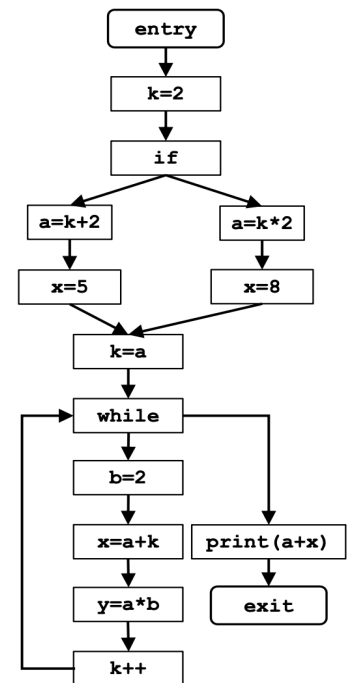 entry
k=2
if
a=k+2
a=k*2
x=5
x=8
k=a
while
b=2
x=a+k
print(a+x)
y=a*b
exit
k++